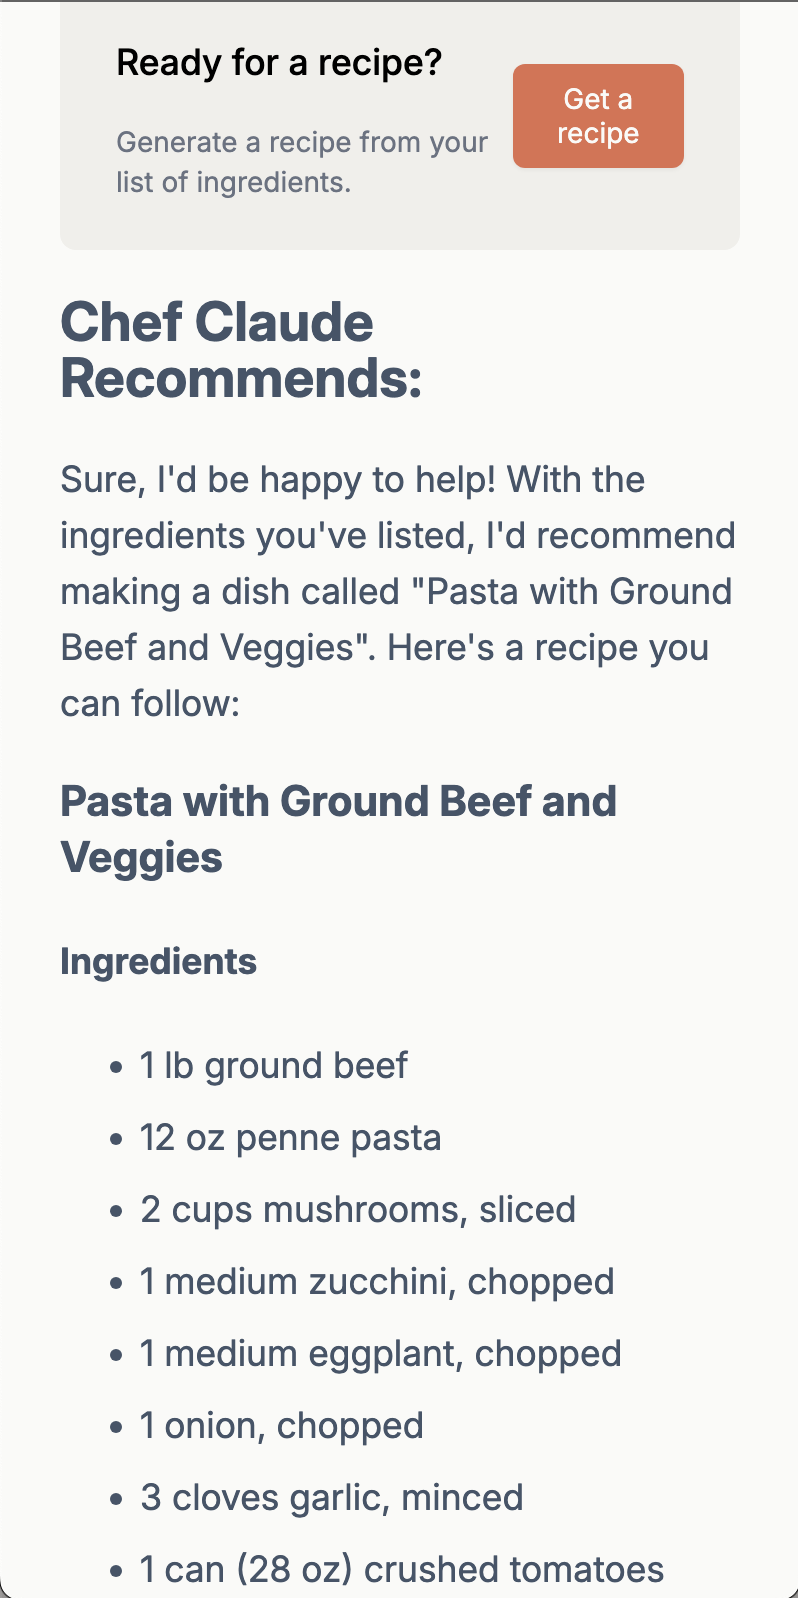 Ready for a recipe?
Generate a recipe from your
list of ingredients.
Get a
recipe
Chef Claude
Recommends:
Sure, I'd be happy to help! With the
ingredients you've listed, I'd recommend
making a dish called "Pasta with Ground
Beef and Veggies". Here's a recipe you
can follow:
Pasta with Ground Beef and
Veggies
Ingredients
• 1 lb ground beef
• 12 oz penne pasta
• 2 cups mushrooms, sliced
• 1 medium zucchini, chopped
• 1 medium eggplant, chopped
• 1 onion, chopped
• 3 cloves garlic, minced
• 1 can (28 oz) crushed tomatoes